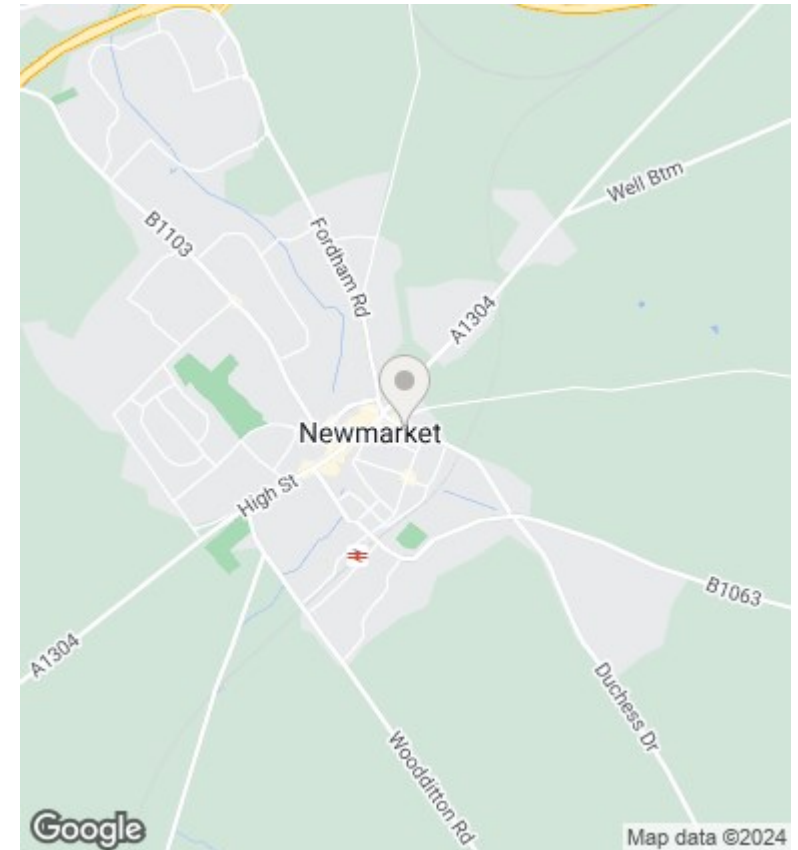 Well Btm
B1103
Fordham Rd
A1304
Newmarket
High St
B1063
A1304
Duchess Dr
Woodditton Rd
Google
Map data ©2024